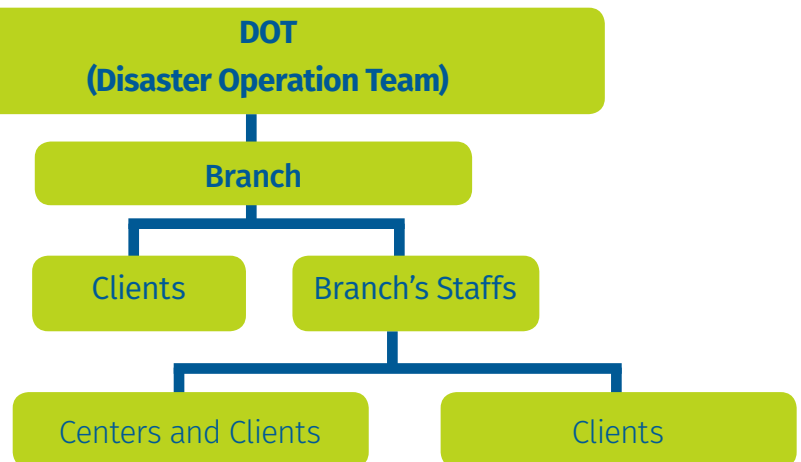 DOT
(Disaster Operation Team)
Branch
Clients
Branch’s Staffs
Centers and Clients
Clients